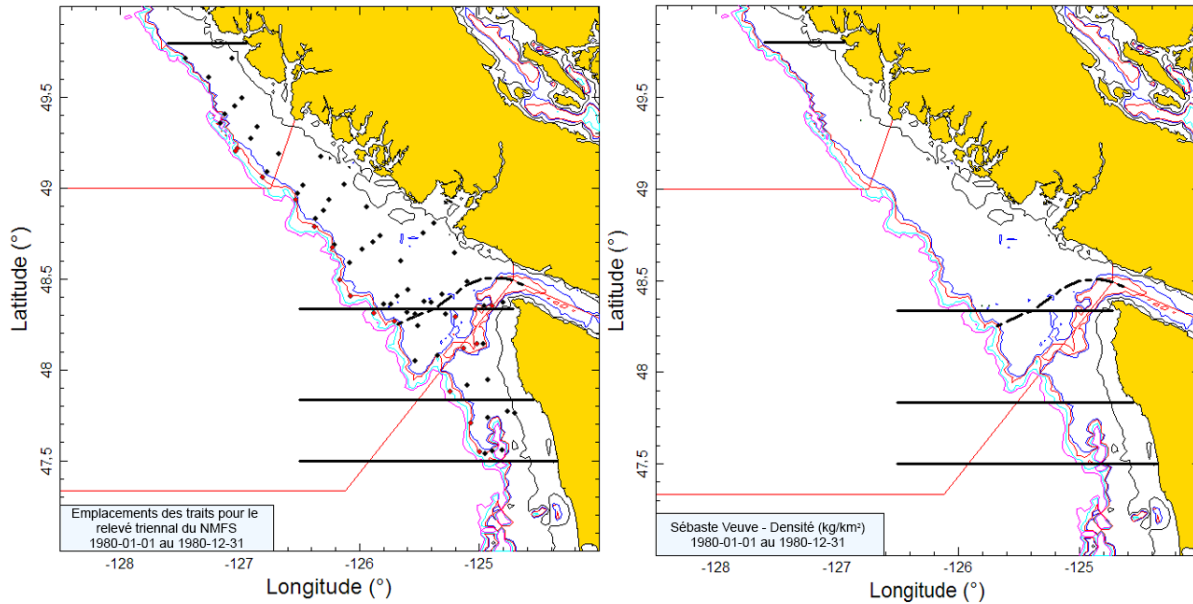 49.5
49
48.5
48
47.5
Latitude (°)
Emplacements des traits pour le
relevé triennal du NMFS
1980-01-01 au 1980-12-31
-128
-127
-126
-125
Longitude (°)
49.5
49
48.5
48
47.5
Latitude (°)
Sébaste Veuve - Densité (kg/km²)
1980-01-01 au 1980-12-31
-128
-127
-126
-125
Longitude (°)